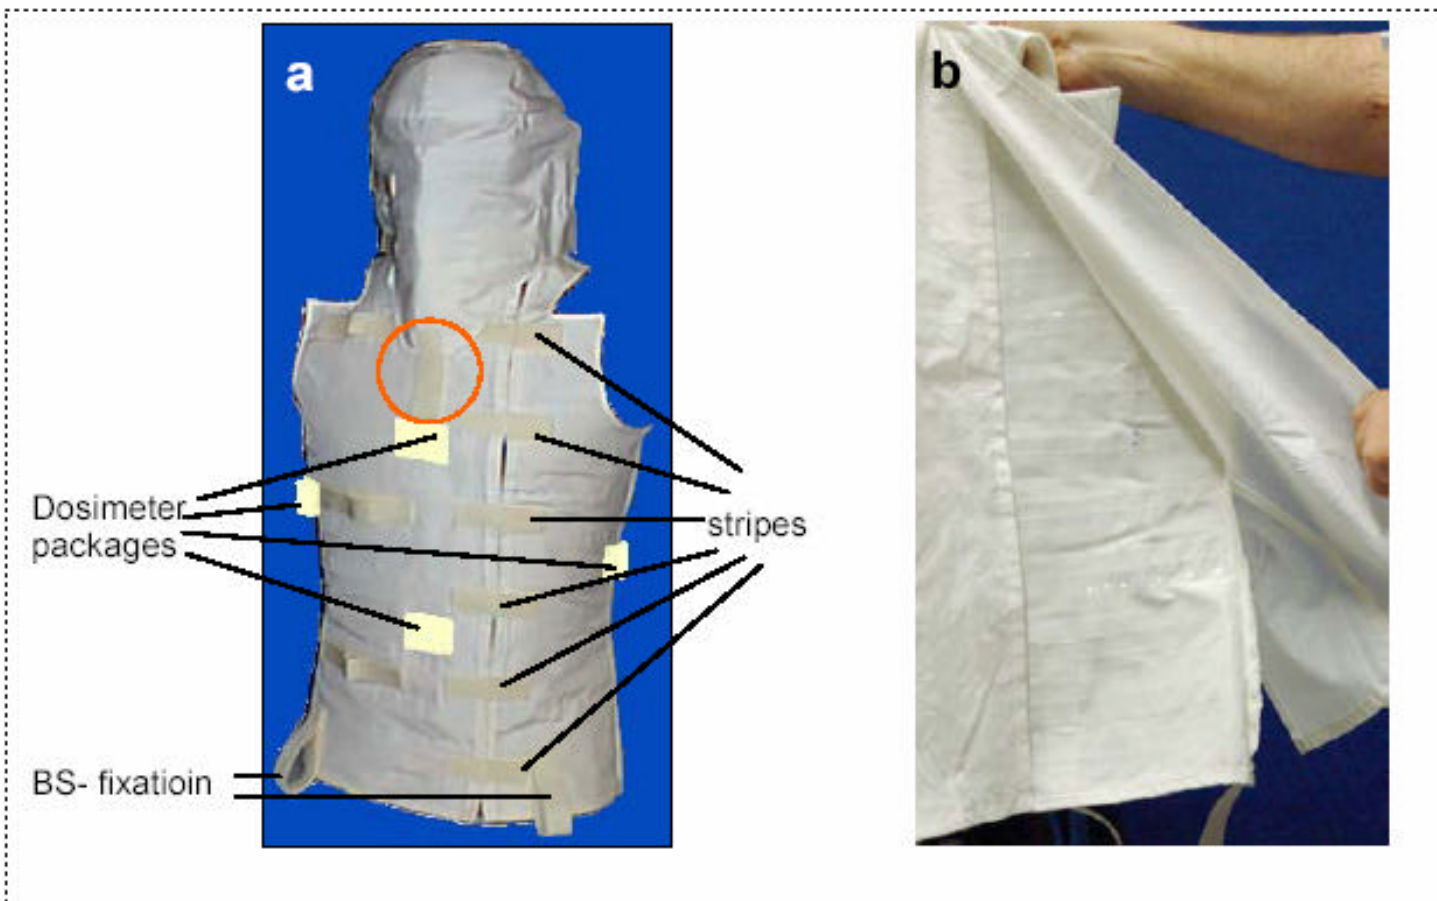 a
b
Dosimeter
packages
stripes
BS- fixatioin